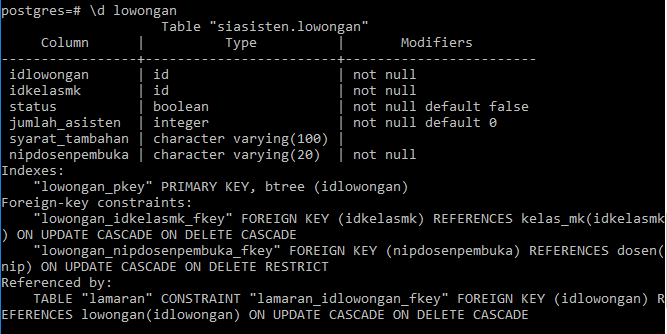 postgres=# \d lowongan
                    Table "siasisten.lowongan"
     Column      |          Type          |       Modifiers
-----------------+------------------------+------------------------
 idlowongan      | id                     | not null
 idkelasmk       | id                     | not null
 status          | boolean                | not null default false
 jumlah_asisten  | integer                | not null default 0
 syarat_tambahan | character varying(100) |
 nipdosenpembuka | character varying(20)  | not null
Indexes:
    "lowongan_pkey" PRIMARY KEY, btree (idlowongan)
Foreign-key constraints:
    "lowongan_idkelasmk_fkey" FOREIGN KEY (idkelasmk) REFERENCES kelas_mk(idkelasmk
) ON UPDATE CASCADE ON DELETE CASCADE
    "lowongan_nipdosenpembuka_fkey" FOREIGN KEY (nipdosenpembuka) REFERENCES dosen(
nip) ON UPDATE CASCADE ON DELETE RESTRICT
Referenced by:
    TABLE "lamaran" CONSTRAINT "lamaran_idlowongan_fkey" FOREIGN KEY (idlowongan) R
EFERENCES lowongan(idlowongan) ON UPDATE CASCADE ON DELETE CASCADE